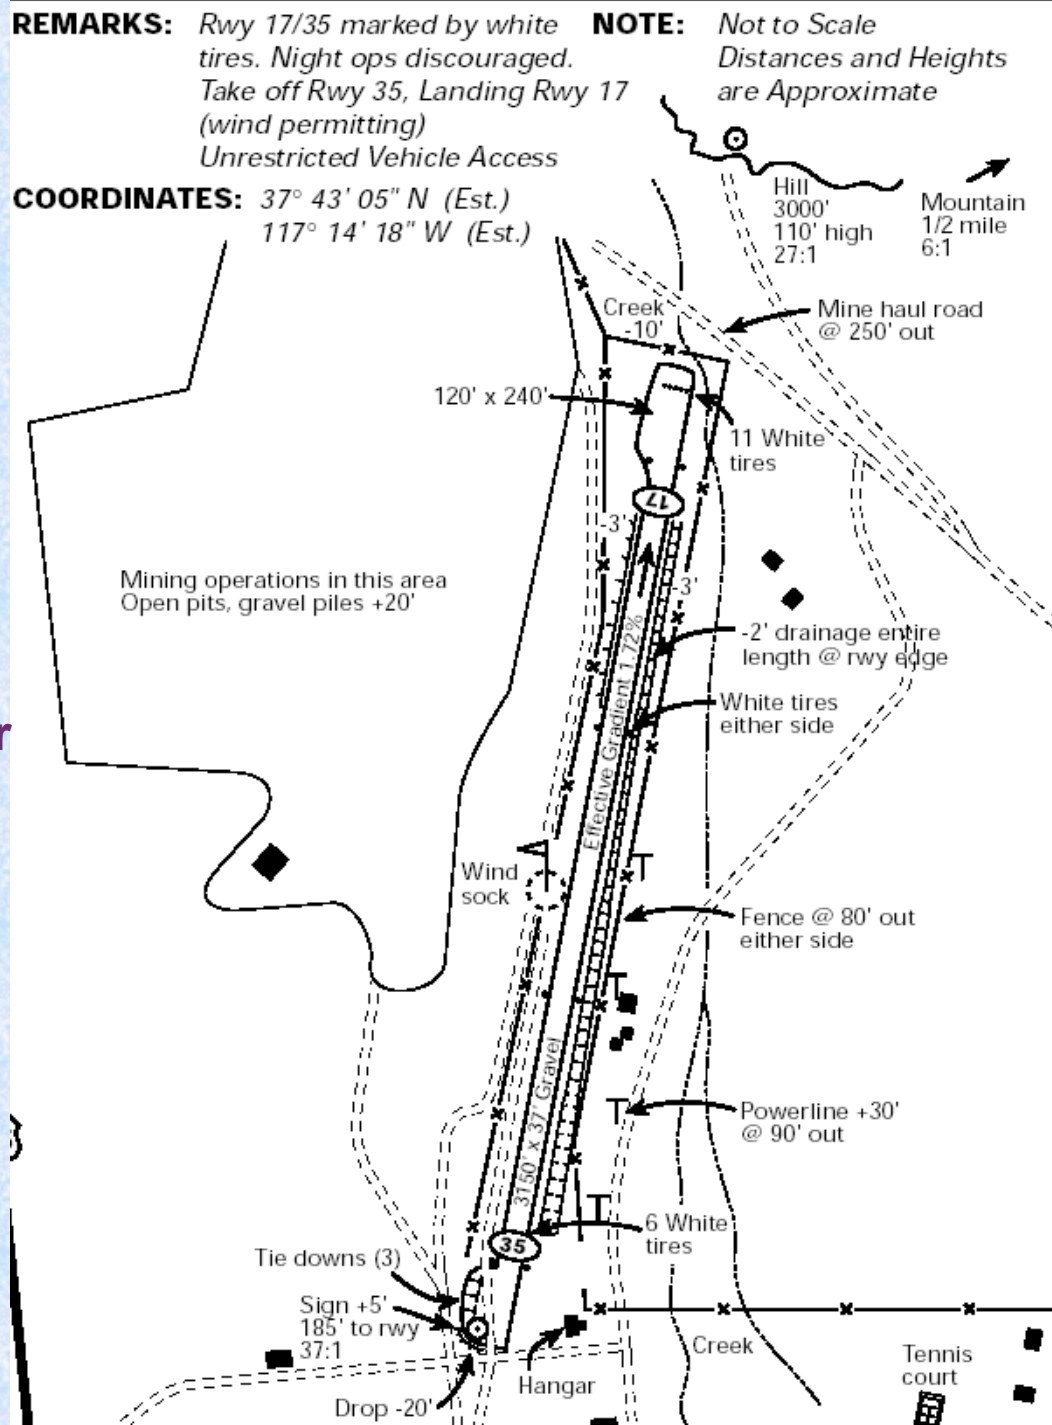 REMARKS: Rwy 17/35 marked by white
tires. Night ops discouraged.
Take off Rwy 35, Landing Rwy 17
(wind permitting)
Unrestricted Vehicle Access
NOTE: Not to Scale
Distances and Heights
are Approximate
COORDINATES: 37° 43' 05" N (Est.)
117° 14' 18" W (Est.)
Hill
3000'
110' high
27:1
Mountain
1/2 mile
6:1
Creek
-10'
Mine haul road
@ 250' out
120' x 240'
11 White
tires
17
-3'
-3'
Mining operations in this area
Open pits, gravel piles +20'
-2' drainage entire
length @ rwy edge
White tires
either side
Effective Gradient 1.72%
Wind
sock
Fence @ 80' out
either side
3150' x 37' Gravel
Powerline +30'
@ 90' out
6 White
tires
35
Tie downs (3)
Sign +5'
185' to rwy
37:1
Hangar
Drop -20'
Creek
Tennis
court
r